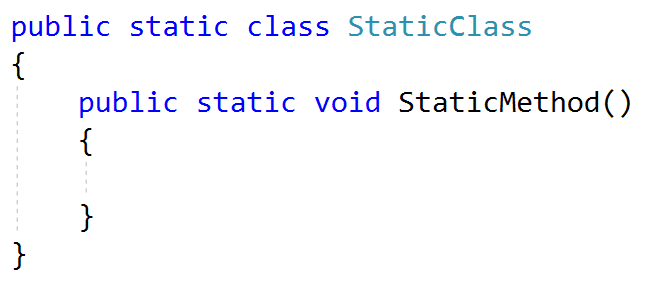 public static class StaticClass
{
    public static void StaticMethod()
    {
    }
}